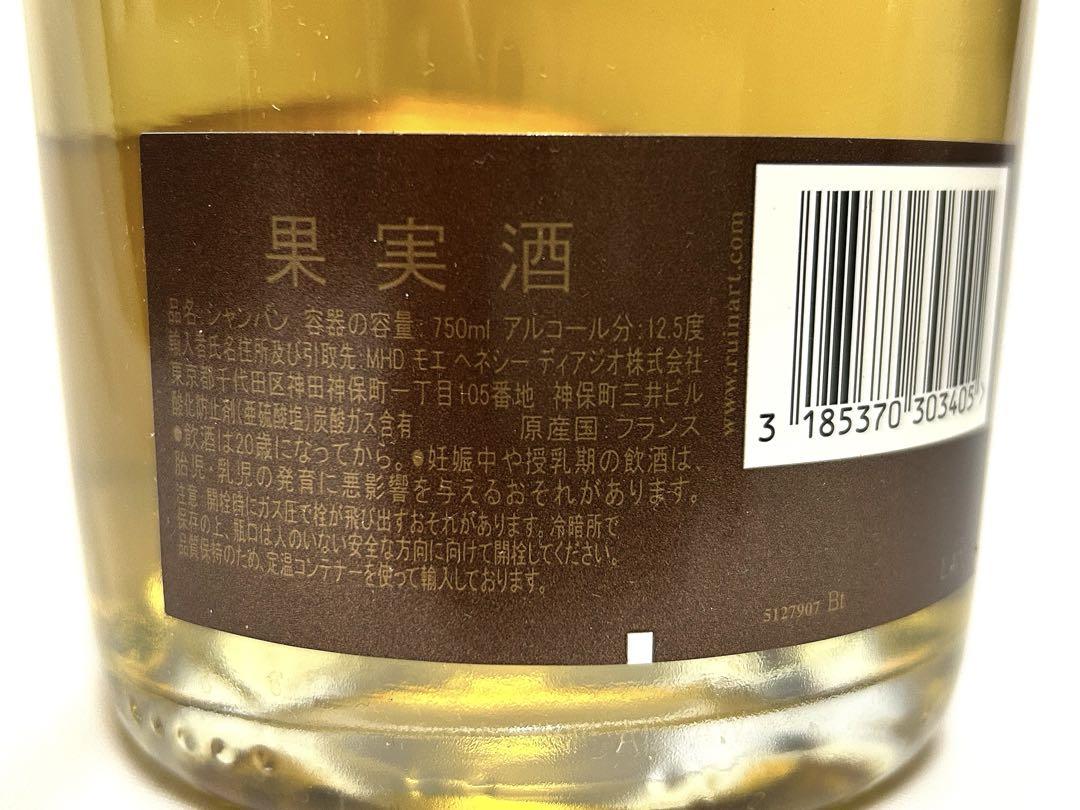 果実酒
品名:シャンパン 容器の容量:750ml アルコール分:12.5度
輸入者氏名住所及び引取先:MHD モエ ヘネシー ディアジオ株式会社
東京都千代田区神田神保町一丁目105番地 神保町三井ビル
酸化防止剤(亜硫酸塩)炭酸ガス含有 原産国:フランス
●飲酒は20歳になってから。●妊娠中や授乳期の飲酒は、
胎児・乳児の発育に悪影響を与えるおそれがあります。
注意:開栓時にガス圧で栓が飛び出すおそれがあります。冷暗所で
保存の上、瓶口は人のいない安全な方向に向けて開栓してください。
品質保持のため、定温コンテナーを使って輸入しております。
www.ruinart.com
3 185370 303405>
5127907 Bt